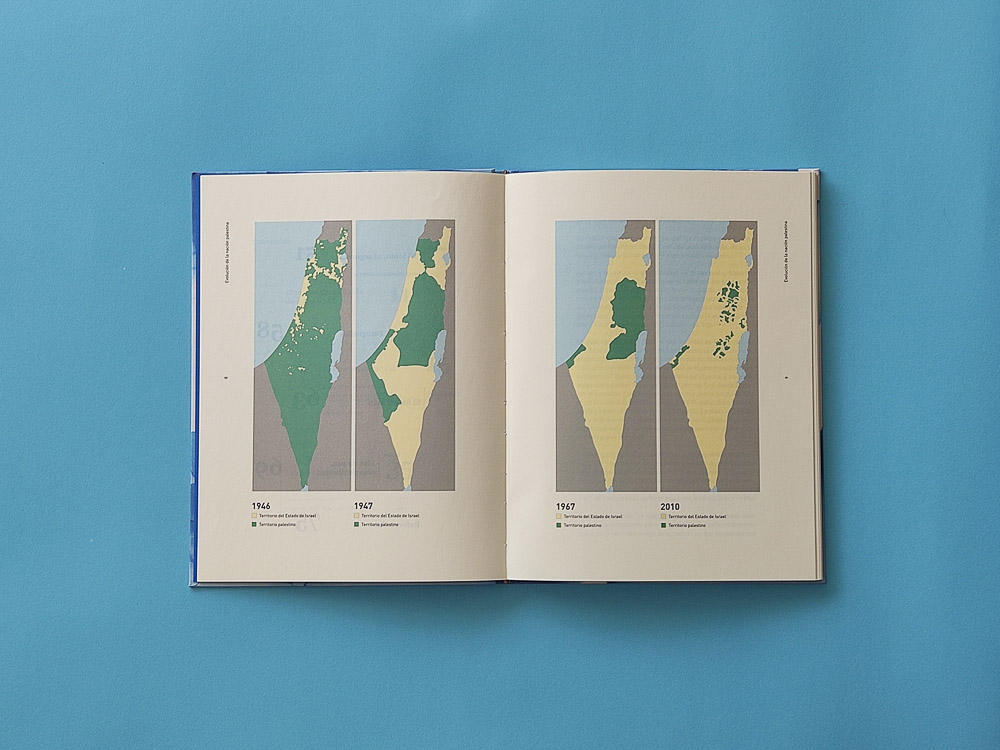 Evolución de la nación palestina
8
1946
Territorio del Estado de Israel
Territorio palestino
1947
Territorio del Estado de Israel
Territorio palestino
1967
Territorio del Estado de Israel
Territorio palestino
2010
Territorio del Estado de Israel
Territorio palestino
Evolución de la nación palestina